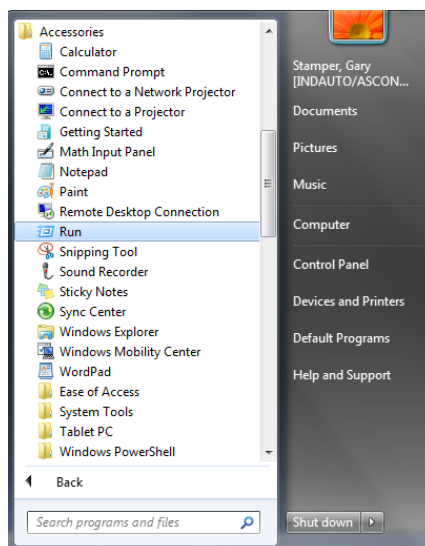 Accessories
Calculator
Command Prompt
Connect to a Network Projector
Connect to a Projector
Getting Started
Math Input Panel
Notepad
Paint
Remote Desktop Connection
Run
Snipping Tool
Sound Recorder
Sticky Notes
Sync Center
Windows Explorer
Windows Mobility Center
WordPad
Ease of Access
System Tools
Tablet PC
Windows PowerShell
Back
Search programs and files
Stamper, Gary
[INDAUTO/ASCON...
Documents
Pictures
Music
Computer
Control Panel
Devices and Printers
Default Programs
Help and Support
Shut down